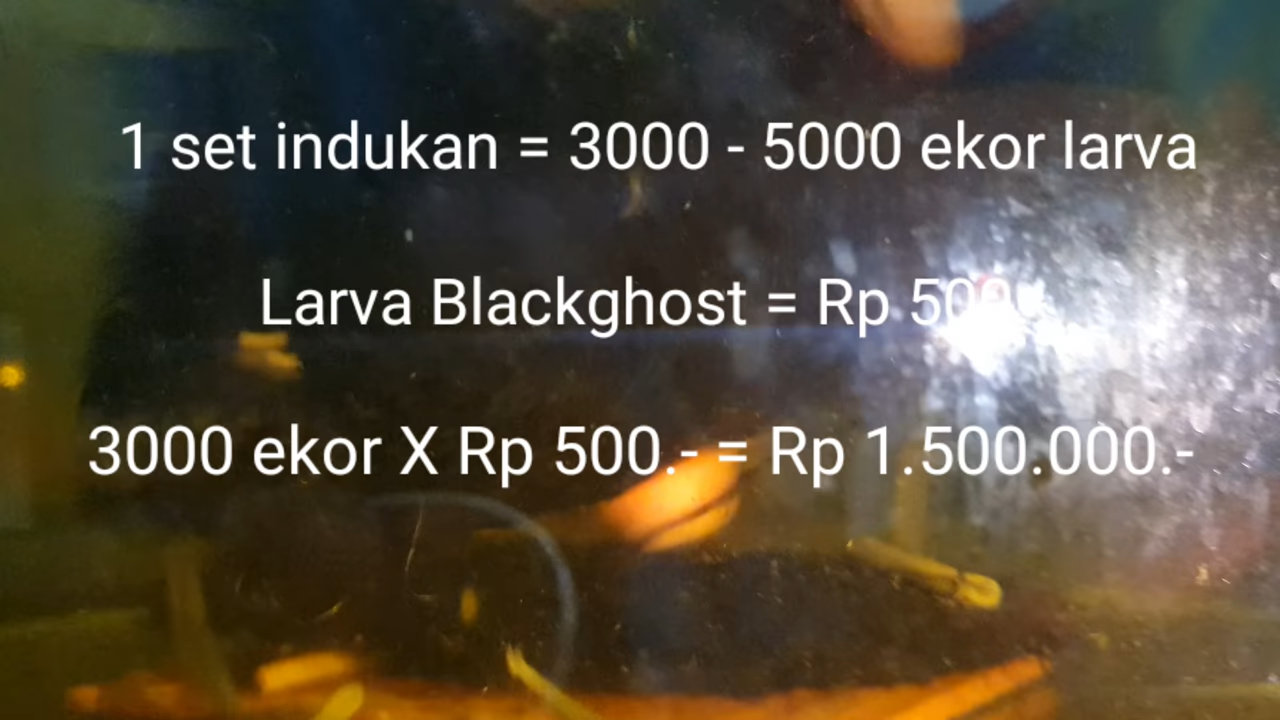 1 set indukan = 3000 - 5000 ekor larva
Larva Blackghost = Rp
3000 ekor X Rp 500.- = Rp 1.500.000.-